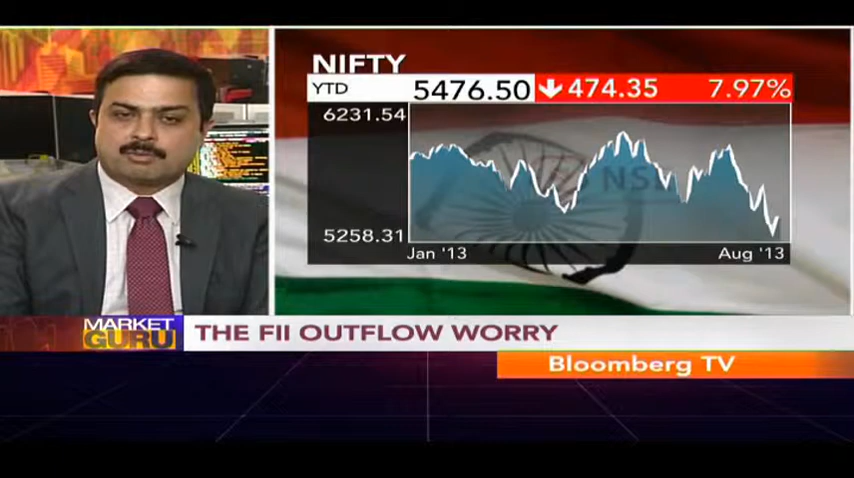 NIFTY
YTD 5476.50 474.35 7.97%
6231.54
NSE
5258.31
Jan '13 Aug '13
MARKET
GURU
THE FII OUTFLOW WORRY
Bloomberg TV